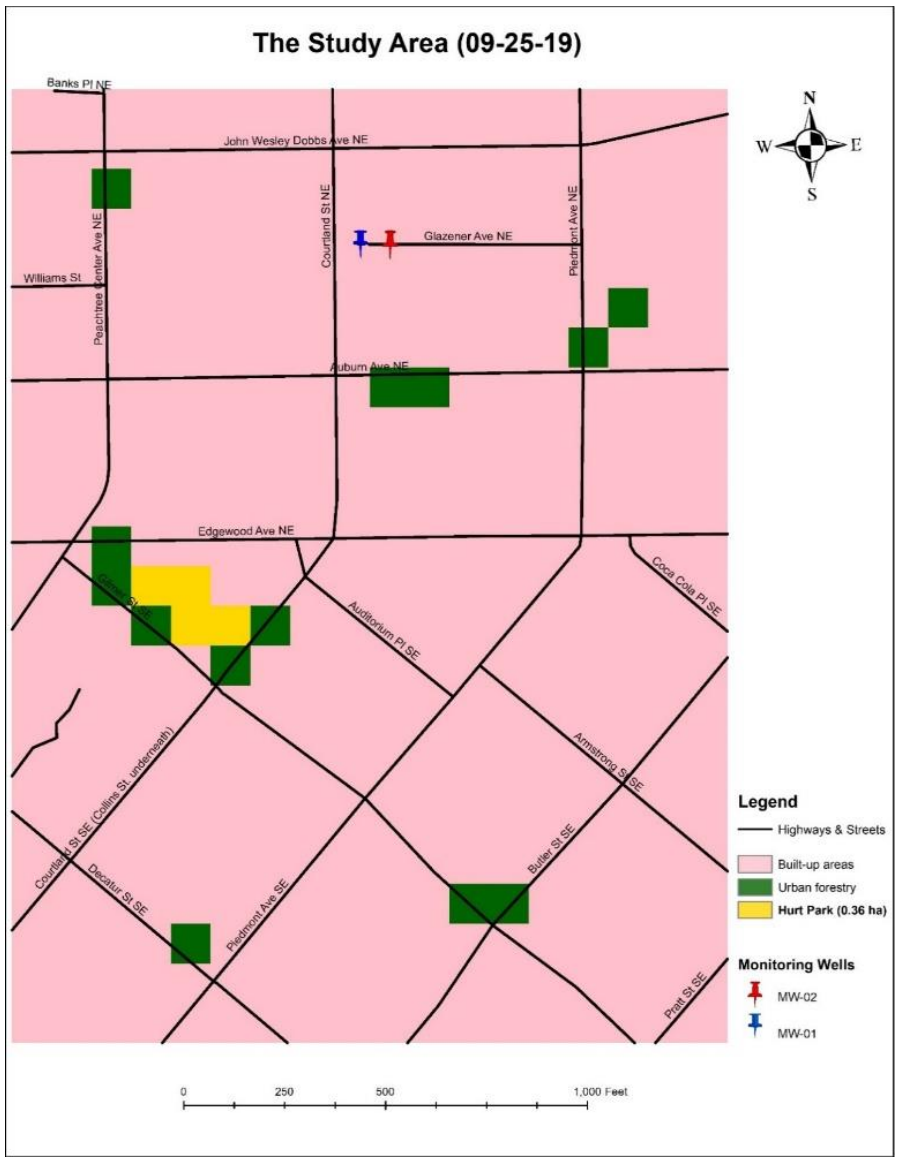 The Study Area (09-25-19)
Banks Pl NE
N
W
E
S
John Wesley Dobbs Ave NE
Peachtree Center Ave NE
Courtland St NE
Piedmont Ave NE
Glazener Ave NE
Williams St
Auburn Ave NE
Edgewood Ave NE
Gilmer St SE
Auditorium Pl SE
Coca Cola Pl SE
Armstrong St SE
Courtland St SE (Collins St. underneath)
Decatur St SE
Piedmont Ave SE
Butler St SE
Pratt St SE
Legend
Highways & Streets
Built-up areas
Urban forestry
Hurt Park (0.36 ha)
Monitoring Wells
MW-02
MW-01
0 250 500 1,000 Feet